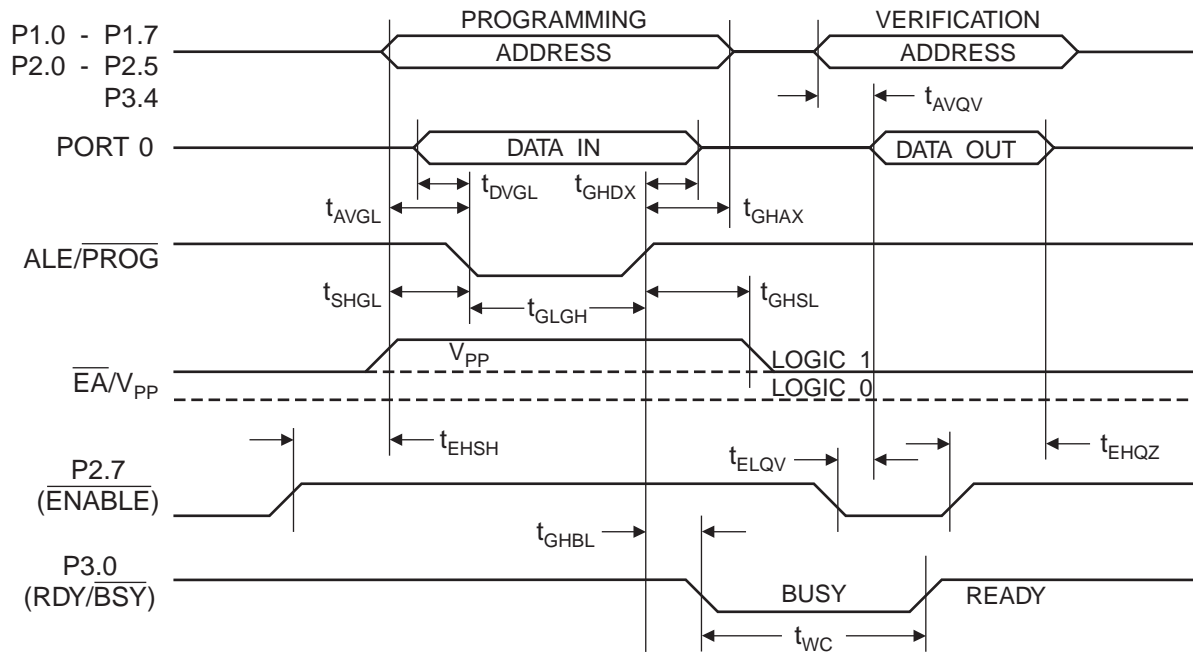 PROGRAMMING
VERIFICATION
P1.0 - P1.7
P2.0 - P2.5
P3.4
ADDRESS
ADDRESS
tAVQV
PORT 0
DATA IN
DATA OUT
tDVGL
tGHDX
tAVGL
tGHAX
ALE/PROG
tSHGL
tGLGH
tGHSL
VPP
LOGIC 1
EA/VPP
LOGIC 0
tEHSH
tELQV
tEHQZ
P2.7
(ENABLE)
tGHBL
P3.0
(RDY/BSY)
BUSY
READY
tWC